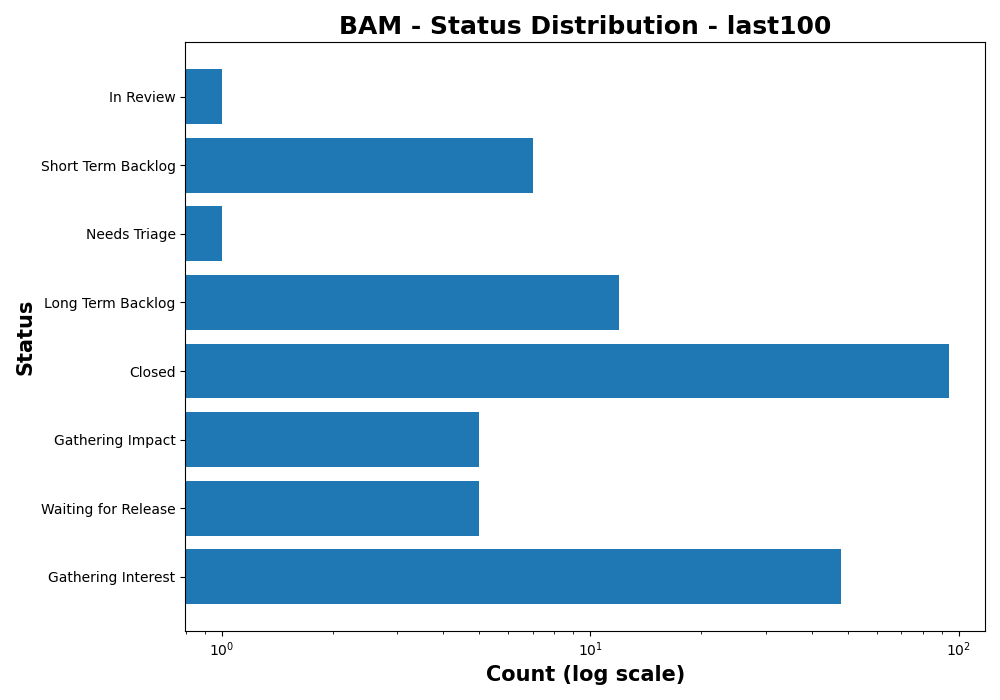 BAM - Status Distribution - last100
In Review
Short Term Backlog
Needs Triage
Long Term Backlog
Closed
Gathering Impact
Waiting for Release
Gathering Interest
Status
10⁰ 10¹ 10²
Count (log scale)